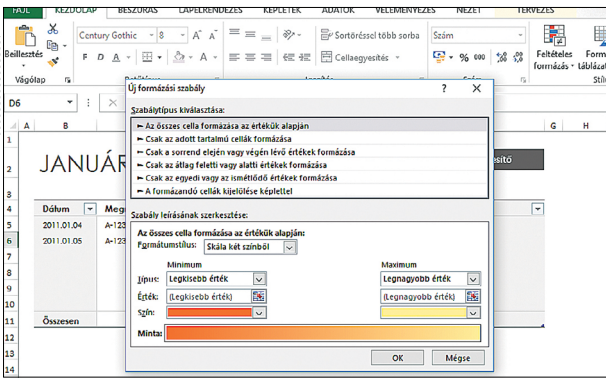 FÁJL KEZDŐLAP BESZÚRÁS LAPELRENDEZÉS KÉPLETEK ADATOK VÉLEMÉNYEZÉS NÉZET TERVEZÉS
Century Gothic 8 A A Sortöréssel több sorba Szám
Beillesztés F D A A Cellaegyesítés % 000 Feltételes Form
formázás táblázat
Vágólap Stíl
D6
Új formázási szabály ? X
Szabálytípus kiválasztása:
A B G H
► Az összes cella formázása az értékük alapján
1
► Csak az adott tartalmú cellák formázása
► Csak a sorrend elején vagy végén lévő értékek formázása
2 JANUÁR esítő
► Csak az átlag feletti vagy alatti értékek formázása
► Csak az egyedi vagy az ismétlődő értékek formázása
3
► A formázandó cellák kijelölése képlettel
4 Dátum Meg
Szabály leírásának szerkesztése:
5 2011.01.04 A-123
Az összes cella formázása az értékük alapján:
6 2011.01.05 A-123
Formátumstílus: Skála két színből
7
Minimum Maximum
8
Típus: Legkisebb érték Legnagyobb érték
9
Érték: (Legkisebb érték) (Legnagyobb érték)
10
Szín:
11 Összesen
Minta:
12
OK Mégse
13
14